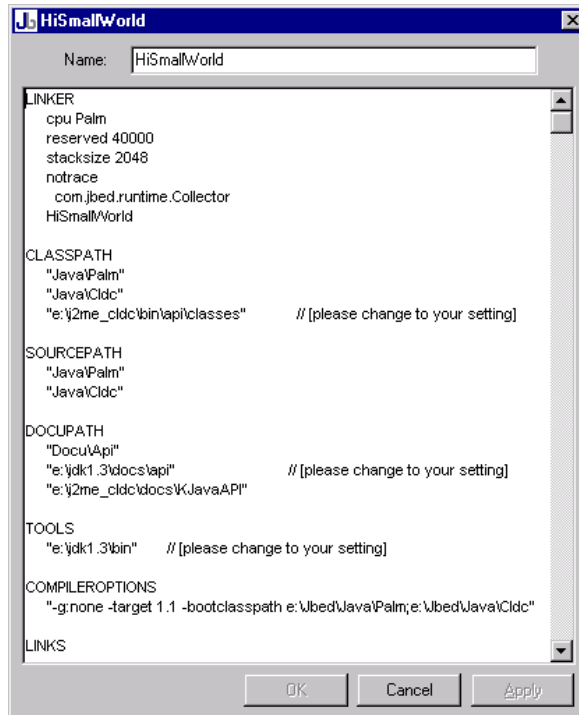 Jb HiSmallWorld
Name: HiSmallWorld
LINKER
cpu Palm
reserved 40000
stacksize 2048
notrace
com.jbed.runtime.Collector
HiSmallWorld
CLASSPATH
"Java\Palm"
"Java\Cldc"
"e:\j2me_cldc\bin\api\classes" // [please change to your setting]
SOURCEPATH
"Java\Palm"
"Java\Cldc"
DOCUPATH
"Docu\Api"
"e:\jdk1.3\docs\api" // [please change to your setting]
"e:\j2me_cldc\docs\KJavaAPI"
TOOLS
"e:\jdk1.3\bin" // [please change to your setting]
COMPILEROPTIONS
"-g:none -target 1.1 -bootclasspath e:\Jbed\Java\Palm;e:\Jbed\Java\Cldc"
LINKS
OK Cancel Apply